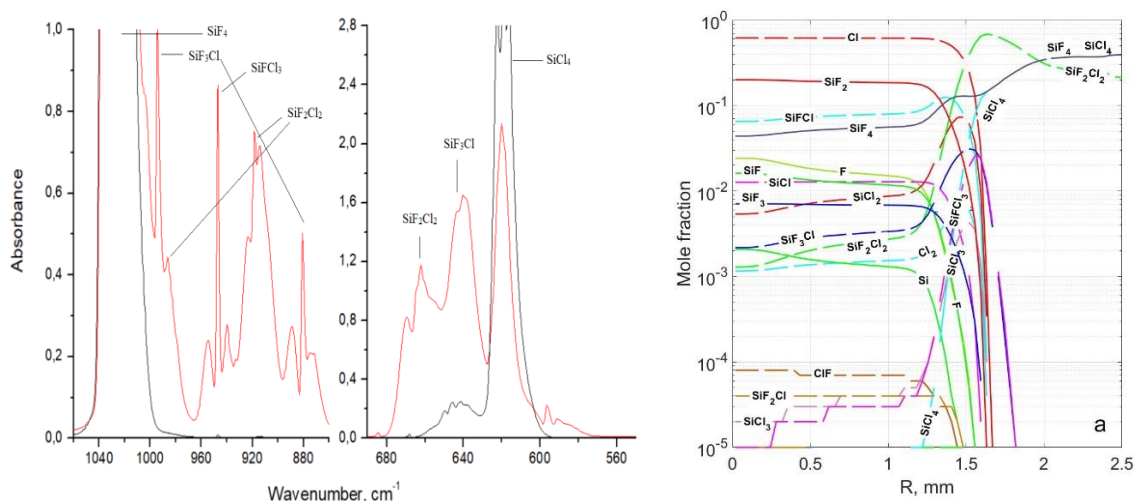 1,0
0,8
0,6
0,4
0,2
0,0
Absorbance
SiF4
SiF3Cl
SiFCl3
SiF2Cl2
1040 1000 960 920 880
2,8
2,4
2,0
1,6
1,2
0,8
0,4
0,0
SiCl4
SiF3Cl
SiF2Cl2
680 640 600 560
Wavenumber, cm-1
10^0
10^-1
10^-2
10^-3
10^-4
10^-5
Mole fraction
Cl
SiF4 SiCl4
SiF2
SiF2Cl2
SiFCl
SiCl4
SiF4
SiF
F
SiCl
SiCl2
SiFCl3
SiF3
SiF3Cl
SiF2Cl2
Cl2
SiCl3
Si
F
ClF
SiF2Cl
SiCl4
SiCl3
a
0 0.5 1 1.5 2 2.5
R, mm